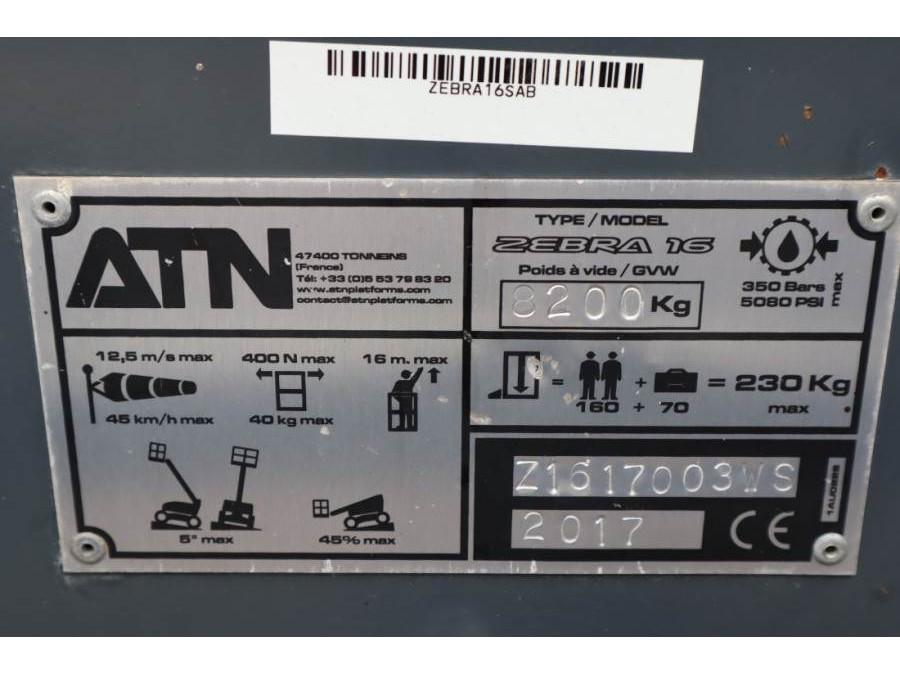 ZEBRA16SAB
ATN
47400 TONNEINS
(France)
Tél: +33 (0)5 53 79 83 20
www.atnplatforms.com
contact@atnplatforms.com
TYPE / MODEL
ZEBRA 16
Poids à vide / GVW
8200 Kg
350 Bars
5080 PSI
max
12,5 m/s max
45 km/h max
400 N max
40 kg max
16 m. max
5° max
45% max
= + = 230 Kg
160 + 70 max
Z1617003WS
2017
CE